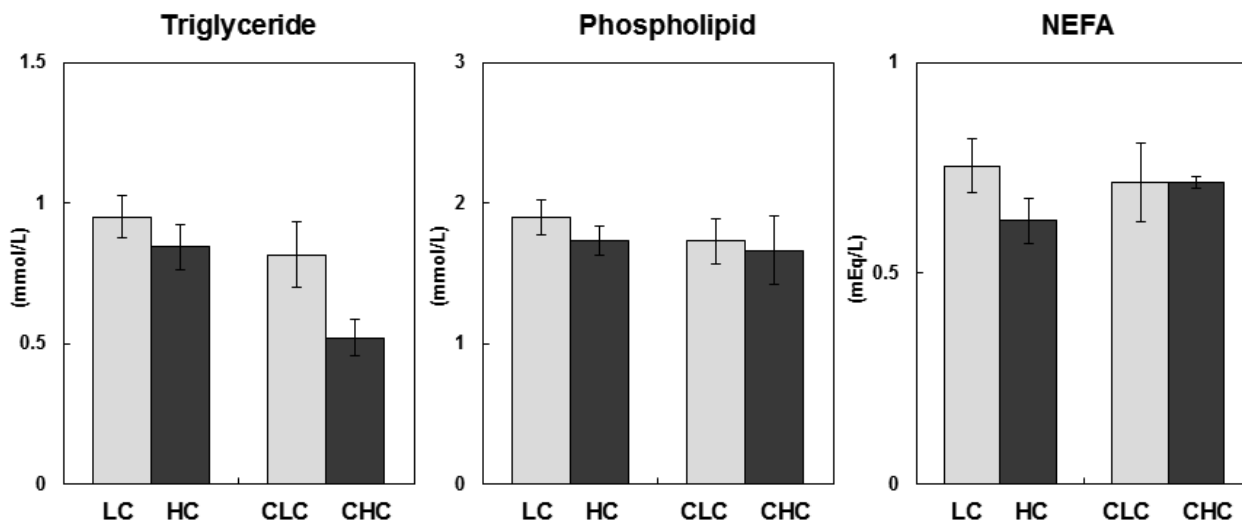 Triglyceride
1.5
1
0.5
0
(mmol/L)
LC HC CLC CHC
Phospholipid
3
2
1
0
(mmol/L)
LC HC CLC CHC
NEFA
1
0.5
0
(mEq/L)
LC HC CLC CHC